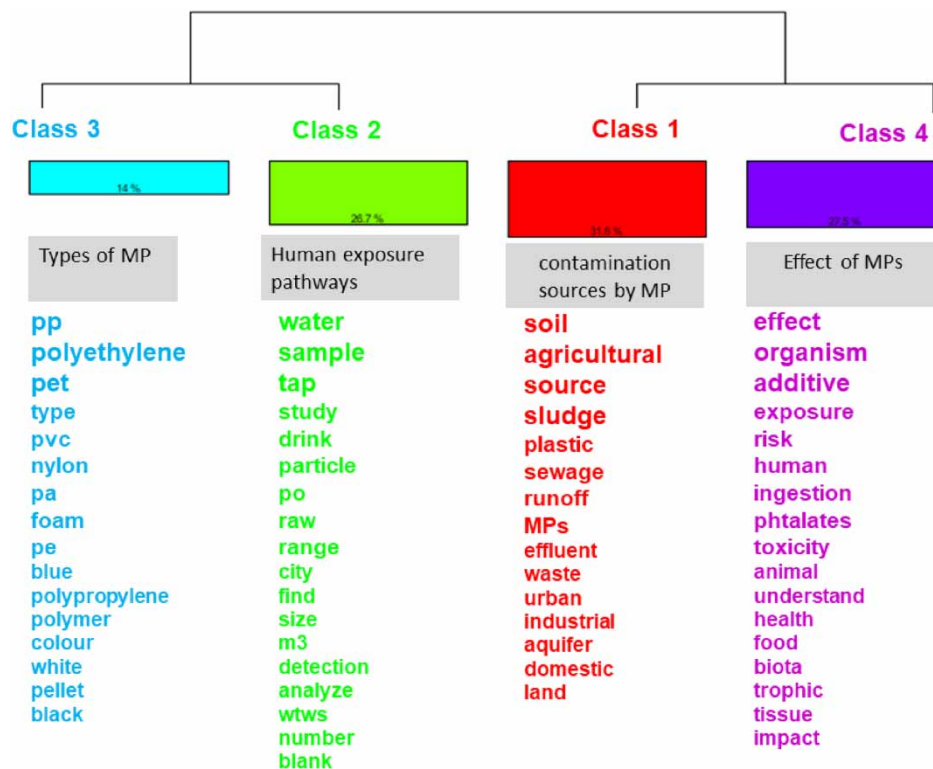 Class 3
14 %
Types of MP
pp
polyethylene
pet
type
pvc
nylon
pa
foam
pe
blue
polypropylene
polymer
colour
white
pellet
black
Class 2
26.7 %
Human exposure
pathways
water
sample
tap
study
drink
particle
po
raw
range
city
find
size
m3
detection
analyze
wtws
number
blank
Class 1
31.8 %
contamination
sources by MP
soil
agricultural
source
sludge
plastic
sewage
runoff
MPs
effluent
waste
urban
industrial
aquifer
domestic
land
Class 4
27.5 %
Effect of MPs
effect
organism
additive
exposure
risk
human
ingestion
phtalates
toxicity
animal
understand
health
food
biota
trophic
tissue
impact